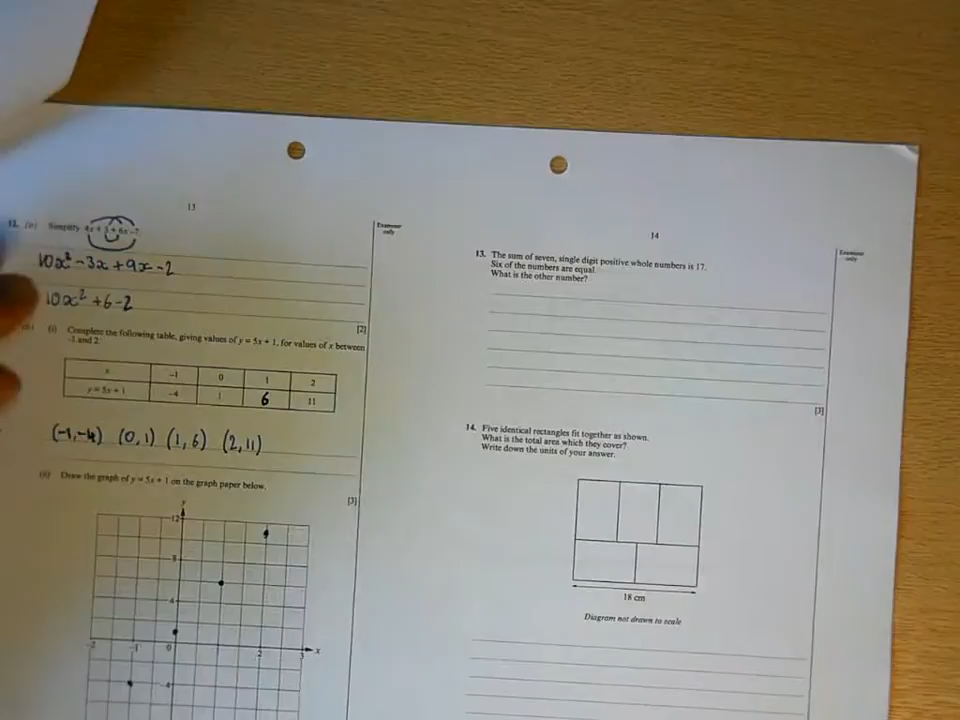 13
12. (a) Simplify 4x + 3 + 6x - 7
10x² - 3x + 9x - 2
10x² + 6 - 2
[2]
(b) (i) Complete the following table, giving values of y = 5x + 1, for values of x between
-1 and 2
x -1 0 1 2
y = 5x + 1 -4 1 6 11
(-1,-4) (0,1) (1,6) (2,11)
[3]
(ii) Draw the graph of y = 5x + 1 on the graph paper below.
y
12
8
4
-2 -1 0 2 3 x
-4
Examiner
only
14
Examiner
only
13. The sum of seven, single digit positive whole numbers is 17.
Six of the numbers are equal.
What is the other number?
[3]
14. Five identical rectangles fit together as shown.
What is the total area which they cover?
Write down the units of your answer.
18 cm
Diagram not drawn to scale